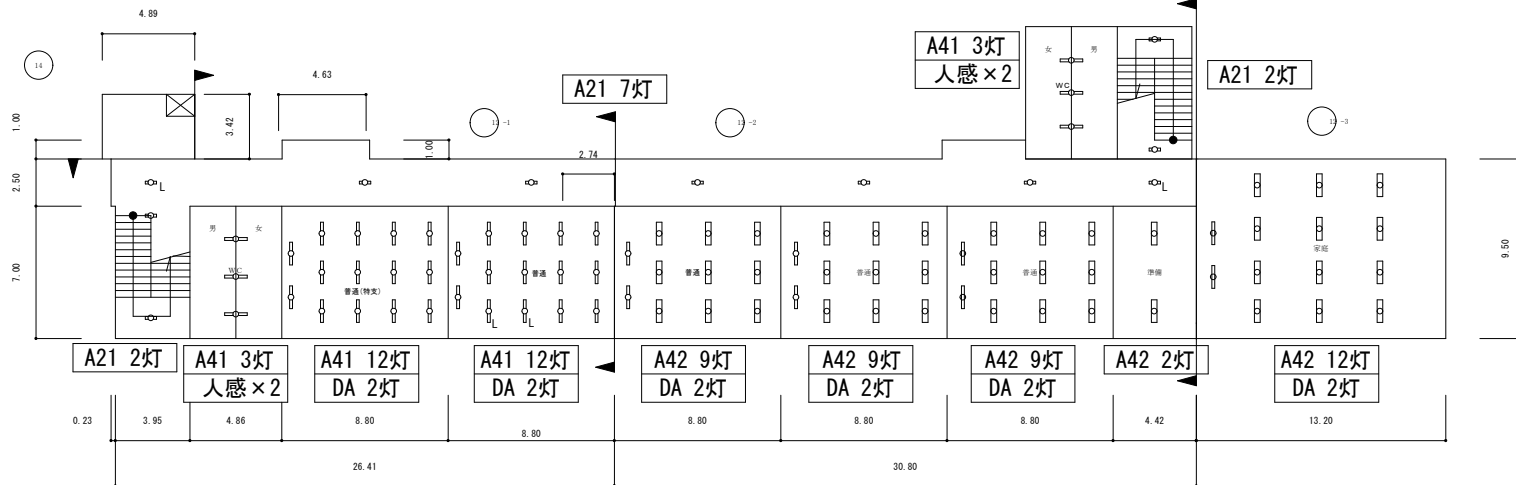 4.89
14
4.63
A21 7灯
A41 3灯
人感×2
女
男
WC
A21 2灯
1.00
3.42
12 -2
-3
1.00
2.74
2.50
L
L
7.00
男
女
WC
普通(特支)
普通
普通
普通
普通
準備
家庭
9.50
L
L
A21 2灯
A41 3灯
人感×2
A41 12灯
DA 2灯
A41 12灯
DA 2灯
A42 9灯
DA 2灯
A42 9灯
DA 2灯
A42 9灯
DA 2灯
A42 2灯
A42 12灯
DA 2灯
0.23
3.95
4.86
8.80
8.80
8.80
8.80
8.80
4.42
13.20
26.41
30.80